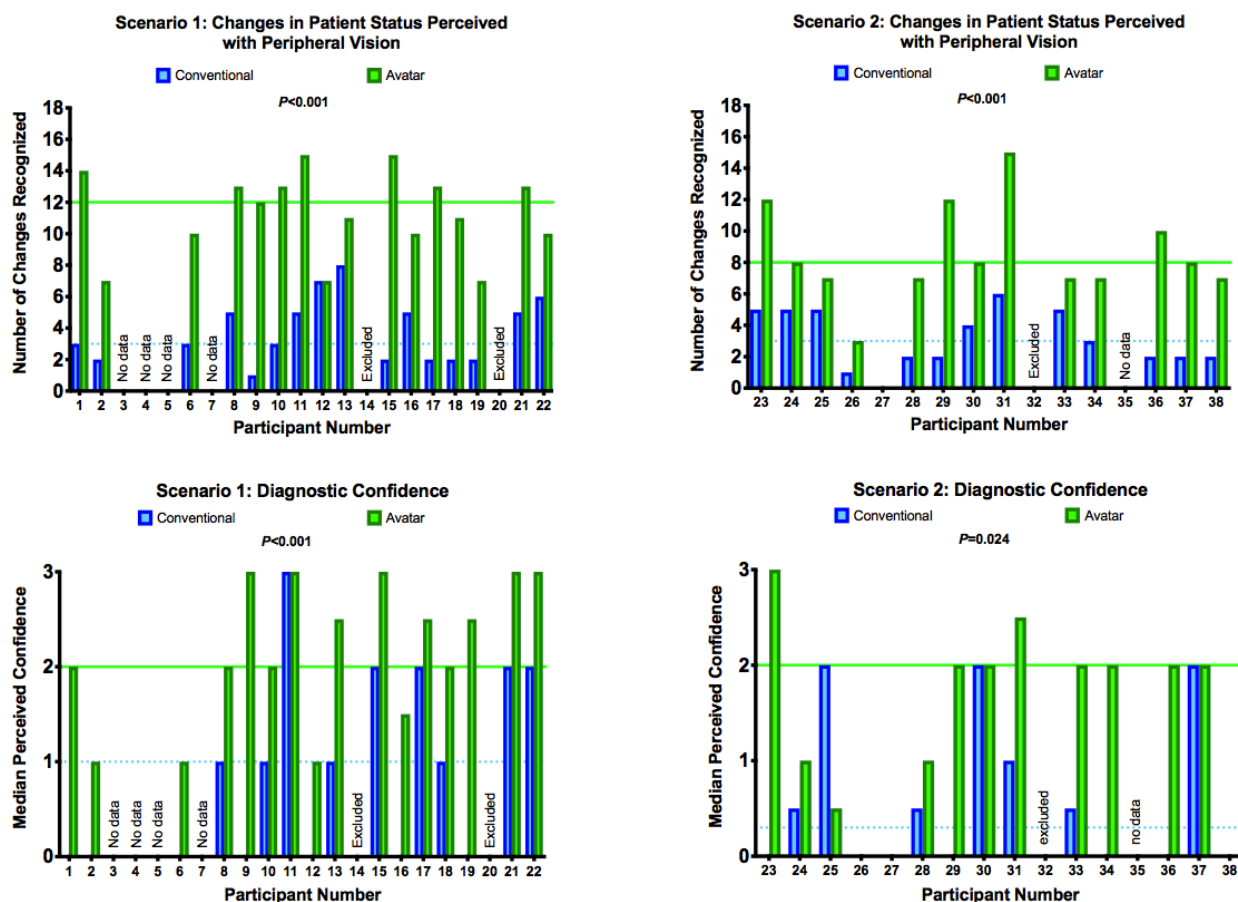 Scenario 1: Changes in Patient Status Perceived
with Peripheral Vision
Conventional Avatar
P<0.001
Number of Changes Recognized
18
16
14
12
10
8
6
4
2
0
No data
No data
No data
No data
Excluded
Excluded
1 2 3 4 5 6 7 8 9 10 11 12 13 14 15 16 17 18 19 20 21 22
Participant Number
Scenario 2: Changes in Patient Status Perceived
with Peripheral Vision
Conventional Avatar
P<0.001
Number of Changes Recognized
18
16
14
12
10
8
6
4
2
0
Excluded
No data
23 24 25 26 27 28 29 30 31 32 33 34 35 36 37 38
Participant Number
Scenario 1: Diagnostic Confidence
Conventional Avatar
P<0.001
Median Perceived Confidence
3
2
1
0
No data
No data
No data
No data
Excluded
Excluded
1 2 3 4 5 6 7 8 9 10 11 12 13 14 15 16 17 18 19 20 21 22
Participant Number
Scenario 2: Diagnostic Confidence
Conventional Avatar
P=0.024
Median Perceived Confidence
3
2
1
0
excluded
no data
23 24 25 26 27 28 29 30 31 32 33 34 35 36 37 38
Participant Number